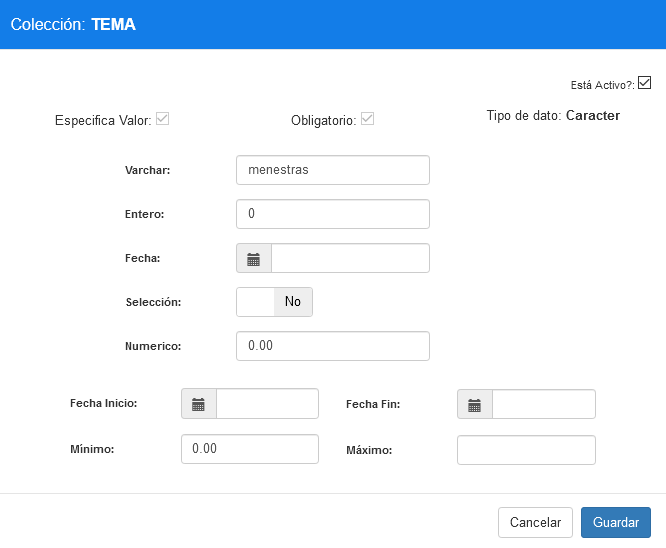 Colección: TEMA
Está Activo?:
Especifica Valor:
Obligatorio:
Tipo de dato: Caracter
Varchar: menestras
Entero: 0
Fecha:
Selección: No
Numerico: 0.00
Fecha Inicio: Fecha Fin:
Mínimo: 0.00 Máximo:
Cancelar Guardar